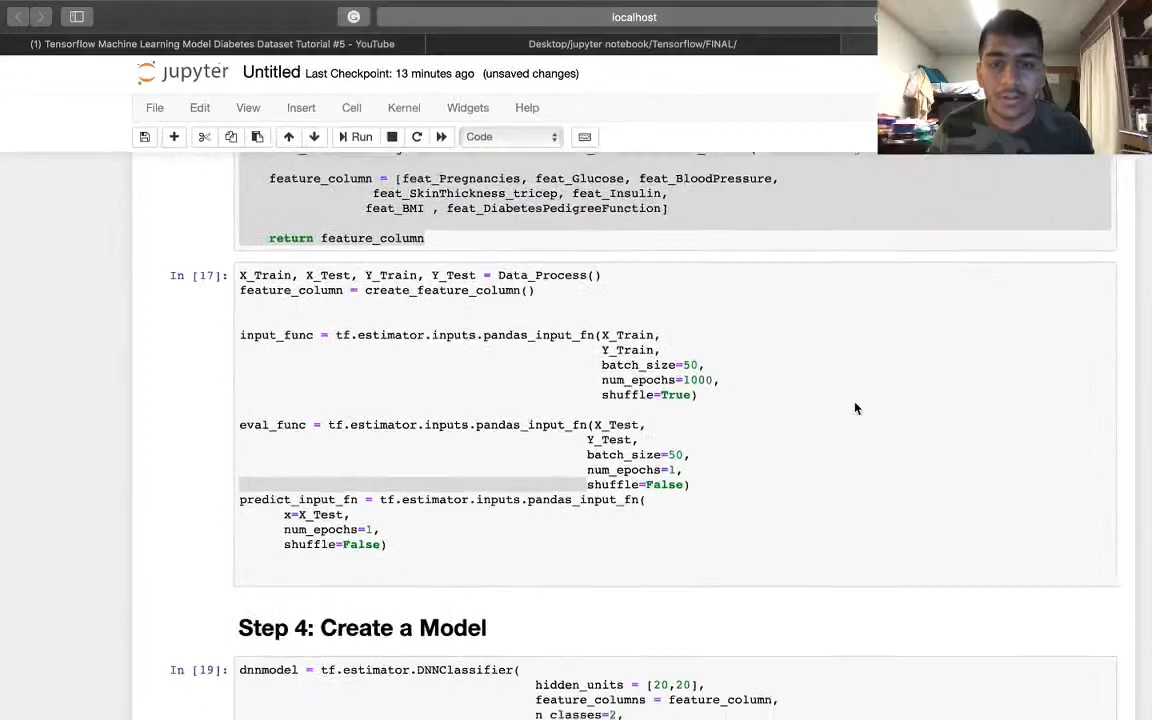 localhost
(1) Tensorflow Machine Learning Model Diabetes Dataset Tutorial #5 - YouTube
Desktop/jupyter notebook/Tensorflow/FINAL/
jupyter Untitled Last Checkpoint: 13 minutes ago (unsaved changes)
File Edit View Insert Cell Kernel Widgets Help
Run Code
feature_column = [feat_Pregnancies, feat_Glucose, feat_BloodPressure,
feat_SkinThickness_tricep, feat_Insulin,
feat_BMI , feat_DiabetesPedigreeFunction]
return feature_column
In [17]: X_Train, X_Test, Y_Train, Y_Test = Data_Process()
feature_column = create_feature_column()
input_func = tf.estimator.inputs.pandas_input_fn(X_Train,
Y_Train,
batch_size=50,
num_epochs=1000,
shuffle=True)
eval_func = tf.estimator.inputs.pandas_input_fn(X_Test,
Y_Test,
batch_size=50,
num_epochs=1,
shuffle=False)
predict_input_fn = tf.estimator.inputs.pandas_input_fn(
x=X_Test,
num_epochs=1,
shuffle=False)
Step 4: Create a Model
In [19]: dnnmodel = tf.estimator.DNNClassifier(
hidden_units = [20,20],
feature_columns = feature_column,
n_classes=2,